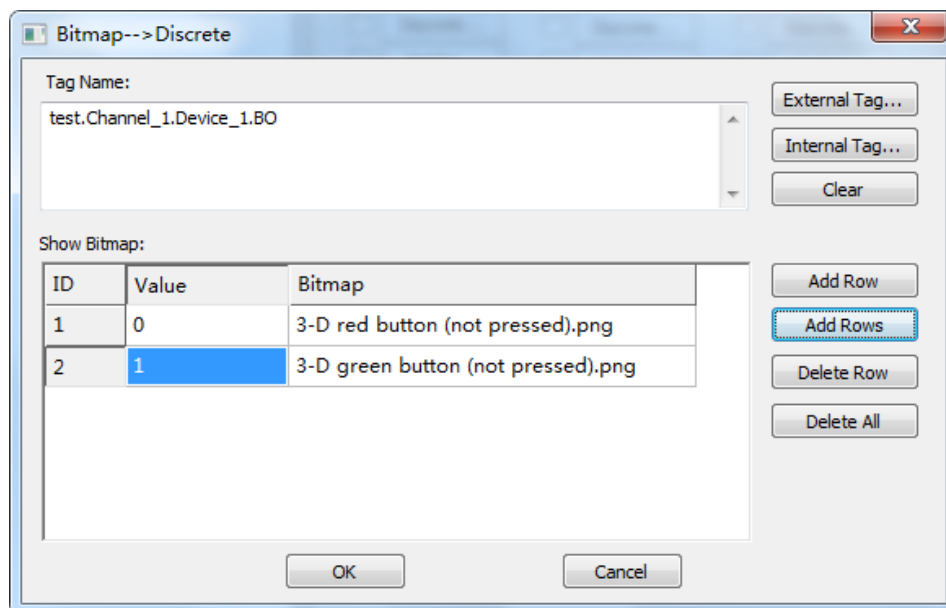 Bitmap-->Discrete
Tag Name:
test.Channel_1.Device_1.BO
External Tag...
Internal Tag...
Clear
Show Bitmap:
ID Value Bitmap
1 0 3-D red button (not pressed).png
2 1 3-D green button (not pressed).png
Add Row
Add Rows
Delete Row
Delete All
OK Cancel